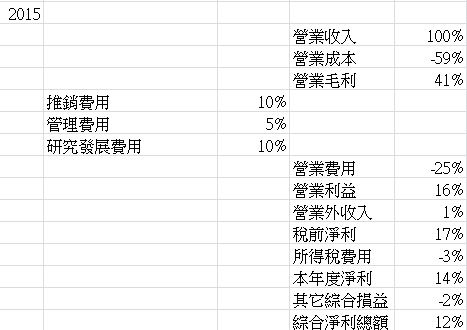 2015
營業收入 100%
營業成本 -59%
營業毛利 41%
推銷費用 10%
管理費用 5%
研究發展費用 10%
營業費用 -25%
營業利益 16%
營業外收入 1%
稅前淨利 17%
所得稅費用 -3%
本年度淨利 14%
其它綜合損益 -2%
綜合淨利總額 12%